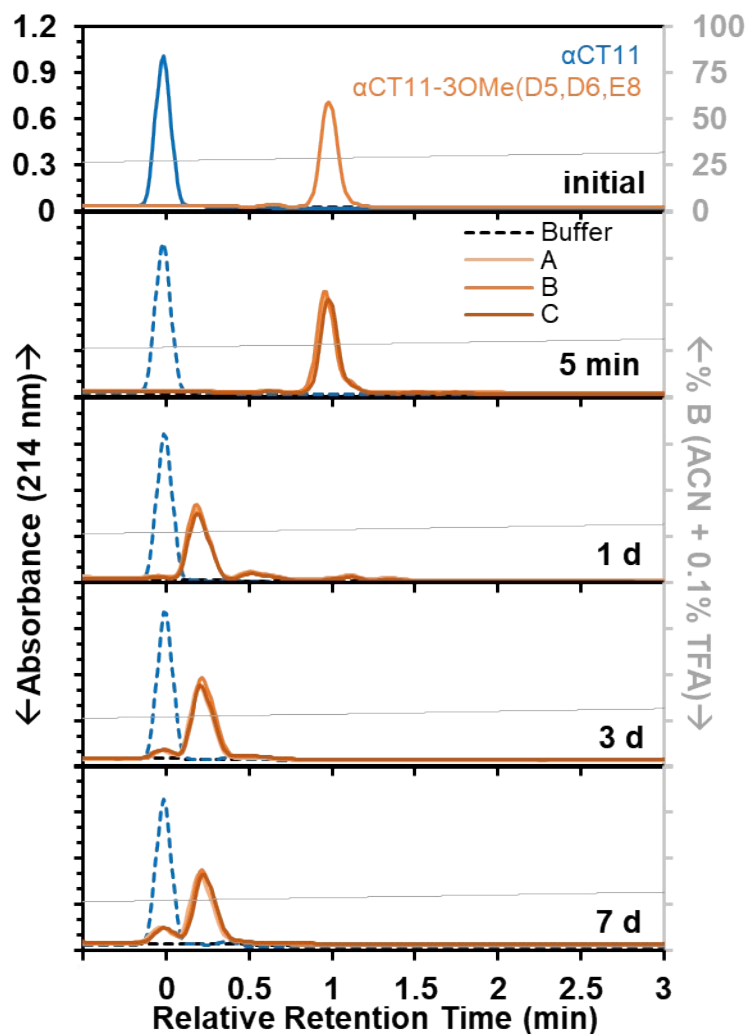 1.2
0.9
0.6
0.3
0
100
75
50
25
0
αCT11
αCT11-3OMe(D5,D6,E8
initial
Buffer
A
B
C
5 min
1 d
3 d
7 d
←Absorbance (214 nm)→
←% B (ACN + 0.1% TFA)→
0 0.5 1 1.5 2 2.5 3
Relative Retention Time (min)